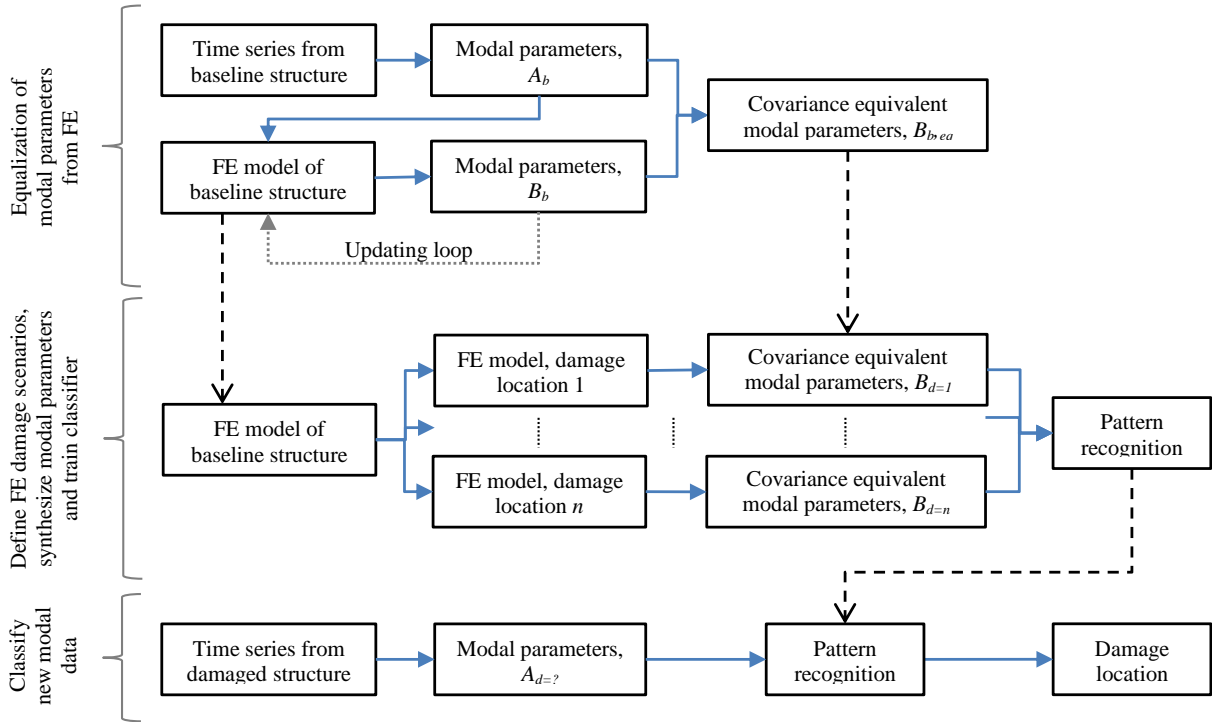 Equalization of
modal parameters
from FE
Time series from
baseline structure
Modal parameters,
A_b
Covariance equivalent
modal parameters, B_b,ea
FE model of
baseline structure
Modal parameters,
B_b
Updating loop
Define FE damage scenarios,
synthesize modal parameters
and train classifier
FE model of
baseline structure
FE model, damage
location 1
Covariance equivalent
modal parameters, B_d=1
FE model, damage
location n
Covariance equivalent
modal parameters, B_d=n
Pattern
recognition
Classify
new modal
data
Time series from
damaged structure
Modal parameters,
A_d=?
Pattern
recognition
Damage
location